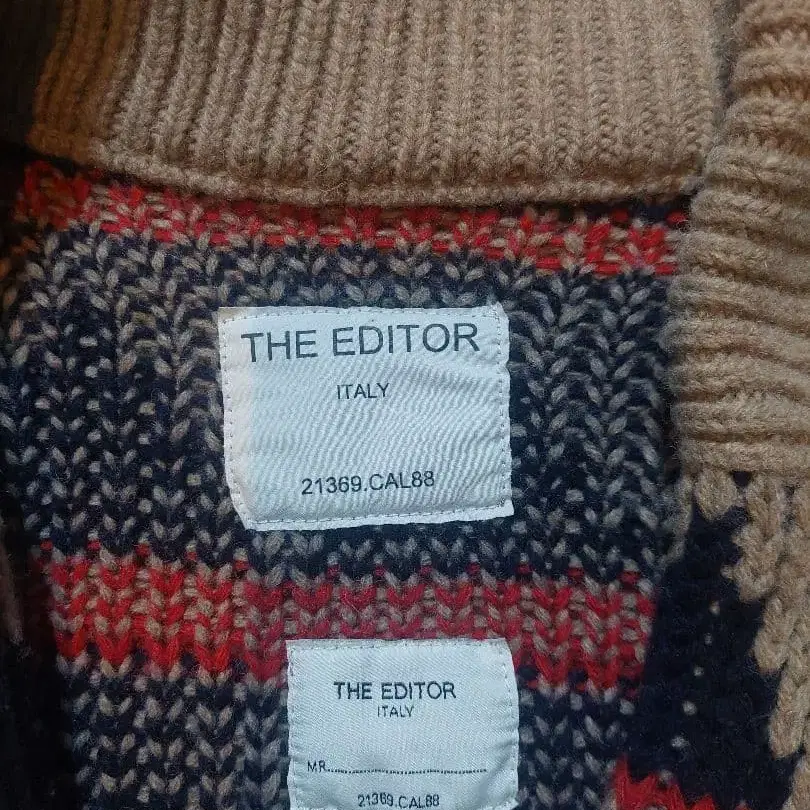 THE EDITOR
ITALY
21369.CAL88
THE EDITOR
ITALY
MR................................................
21369.CAL88